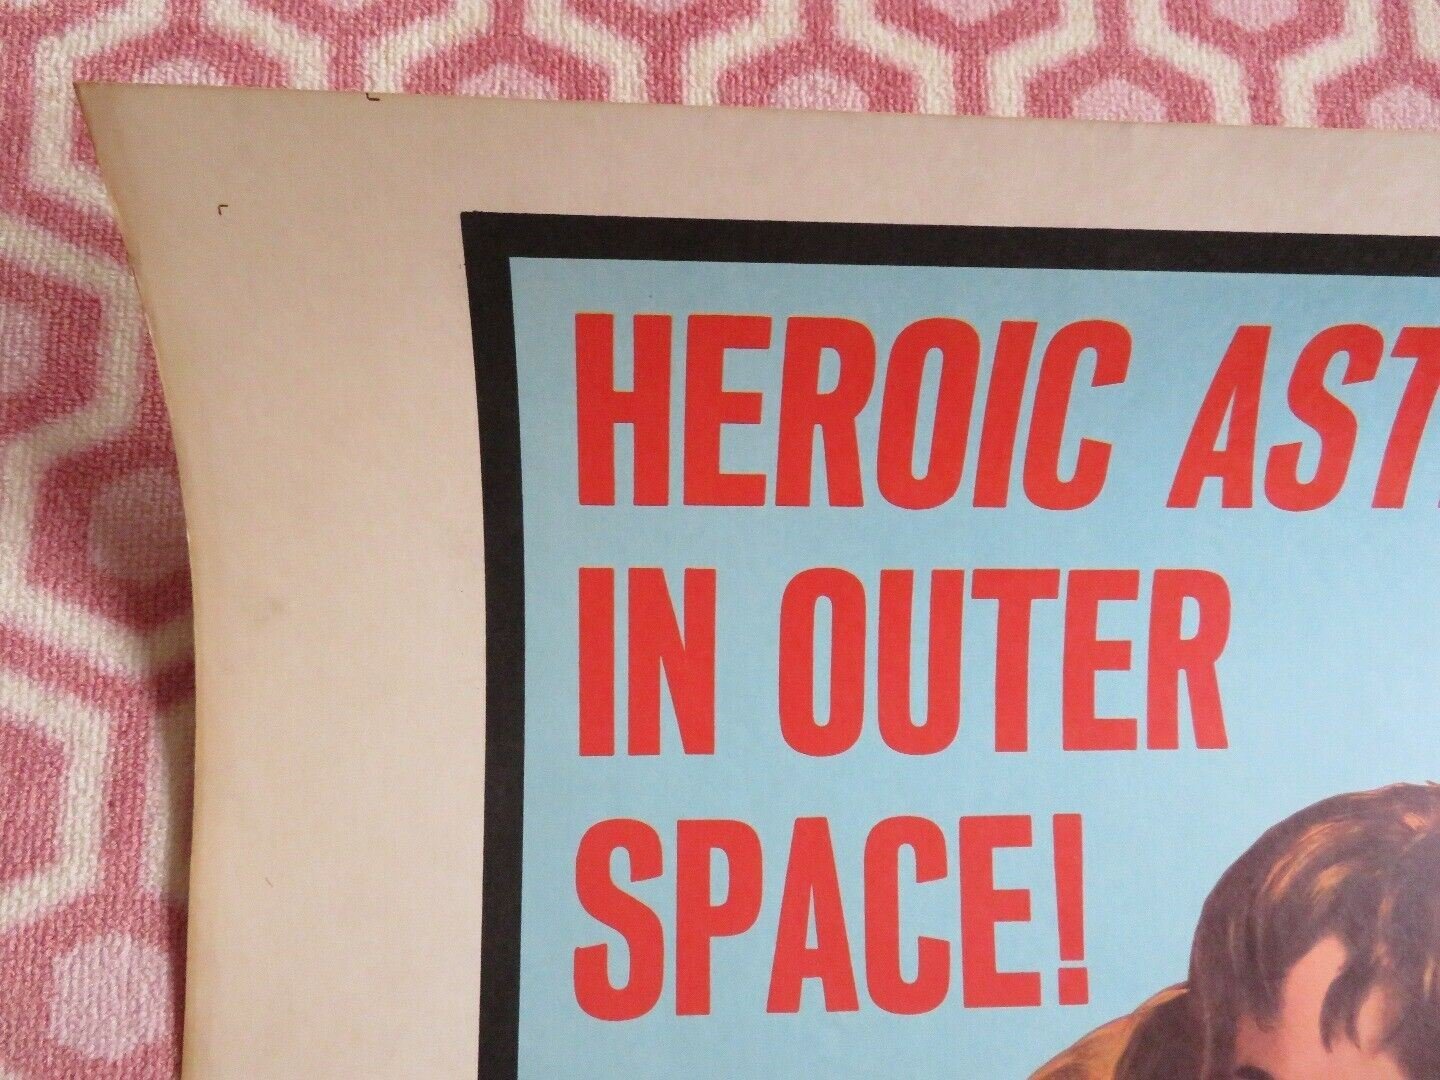 HEROIC AST
IN OUTER
SPACE!